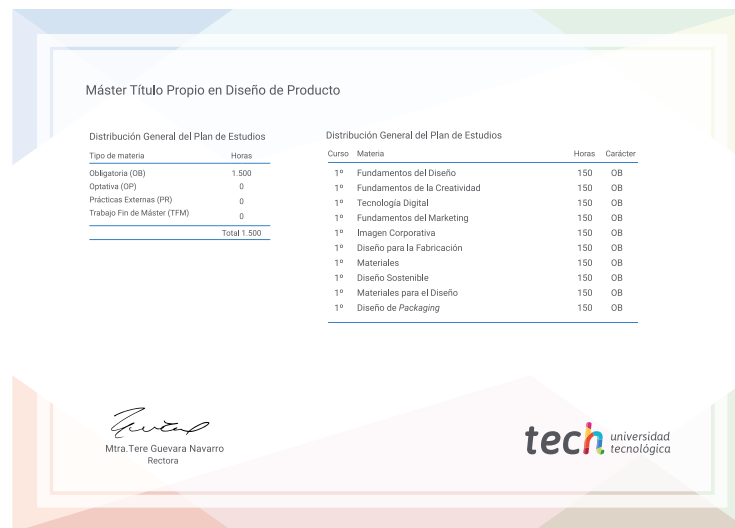 Máster Título Propio en Diseño de Producto
Distribución General del Plan de Estudios
Tipo de materia Horas
Obligatoria (OB) 1.500
Optativa (OP) 0
Prácticas Externas (PR) 0
Trabajo Fin de Máster (TFM) 0
Total 1.500
Distribución General del Plan de Estudios
Curso Materia Horas Carácter
1º Fundamentos del Diseño 150 OB
1º Fundamentos de la Creatividad 150 OB
1º Tecnología Digital 150 OB
1º Fundamentos del Marketing 150 OB
1º Imagen Corporativa 150 OB
1º Diseño para la Fabricación 150 OB
1º Materiales 150 OB
1º Diseño Sostenible 150 OB
1º Materiales para el Diseño 150 OB
1º Diseño de Packaging 150 OB
Mtra.Tere Guevara Navarro
Rectora
tech universidad
tecnológica